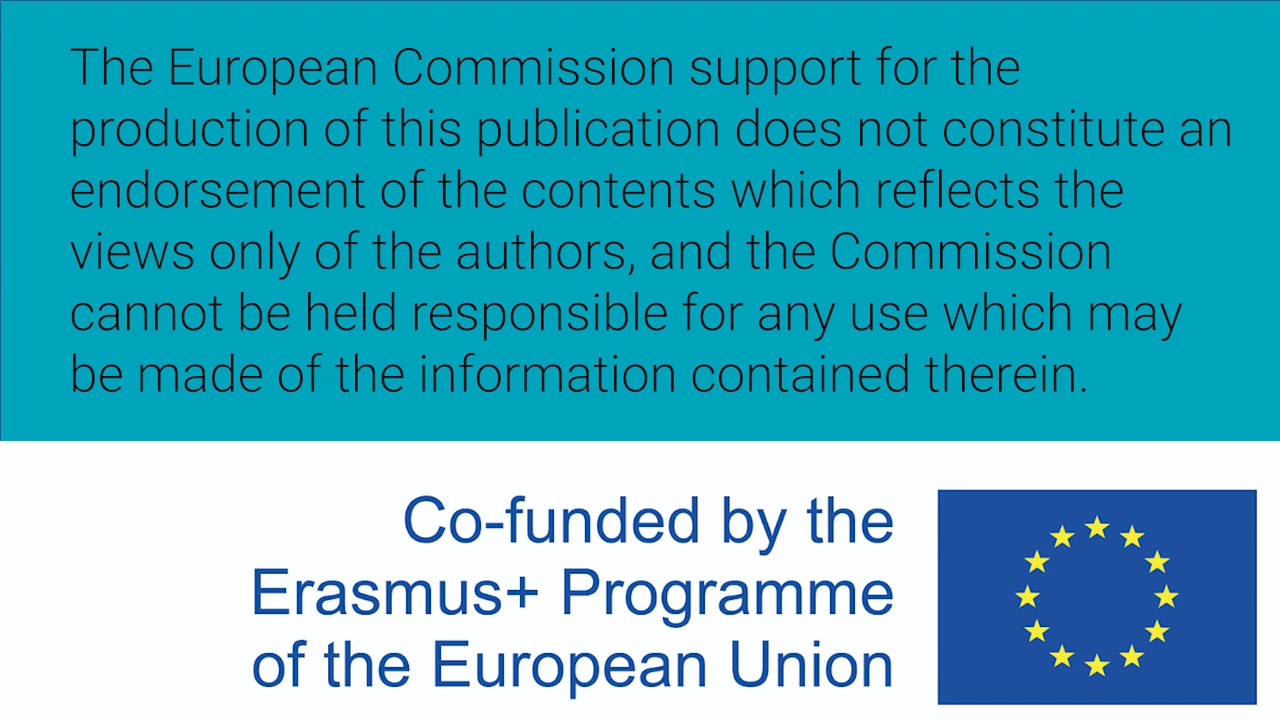 The European Commission support for the
production of this publication does not constitute an
endorsement of the contents which reflects the
views only of the authors, and the Commission
cannot be held responsible for any use which may
be made of the information contained therein.
Co-funded by the
Erasmus+ Programme
of the European Union